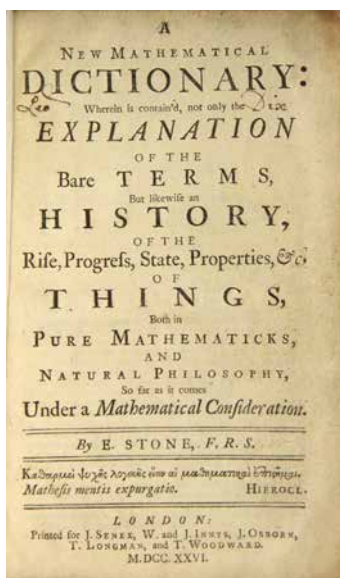 A
NEW MATHEMATICAL
DICTIONARY:
Wherein is contain'd, not only the
EXPLANATION
OF THE
Bare TERMS,
But likewise an
HISTORY,
OF THE
Rise, Progress, State, Properties, &c.
OF
THINGS,
Both in
PURE MATHEMATICKS,
AND
NATURAL PHILOSOPHY,
So far as it comes
Under a Mathematical Consideration.
By E. STONE, F. R. S.
Mathesis mentis expurgatio. HIEROCL.
LONDON:
Printed for J. SENEX, W. and J. INNYS, J. OSBORN,
T. LONGMAN, and T. WOODWARD.
M.DCC.XXVI.